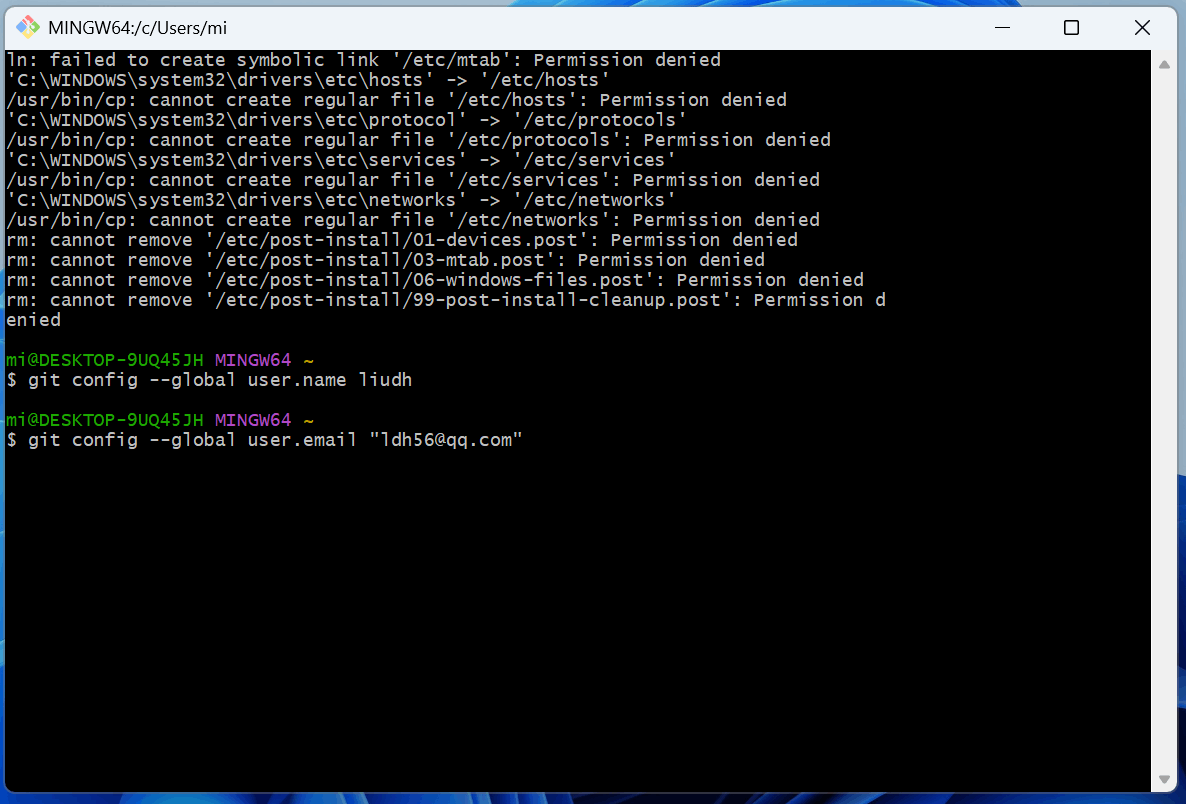 MINGW64:/c/Users/mi
ln: failed to create symbolic link '/etc/mtab': Permission denied
'C:\WINDOWS\system32\drivers\etc\hosts' -> '/etc/hosts'
/usr/bin/cp: cannot create regular file '/etc/hosts': Permission denied
'C:\WINDOWS\system32\drivers\etc\protocol' -> '/etc/protocols'
/usr/bin/cp: cannot create regular file '/etc/protocols': Permission denied
'C:\WINDOWS\system32\drivers\etc\services' -> '/etc/services'
/usr/bin/cp: cannot create regular file '/etc/services': Permission denied
'C:\WINDOWS\system32\drivers\etc\networks' -> '/etc/networks'
/usr/bin/cp: cannot create regular file '/etc/networks': Permission denied
rm: cannot remove '/etc/post-install/01-devices.post': Permission denied
rm: cannot remove '/etc/post-install/03-mtab.post': Permission denied
rm: cannot remove '/etc/post-install/06-windows-files.post': Permission denied
rm: cannot remove '/etc/post-install/99-post-install-cleanup.post': Permission d
enied
mi@DESKTOP-9UQ45JH MINGW64 ~
$ git config --global user.name liudh
mi@DESKTOP-9UQ45JH MINGW64 ~
$ git config --global user.email "ldh56@qq.com"